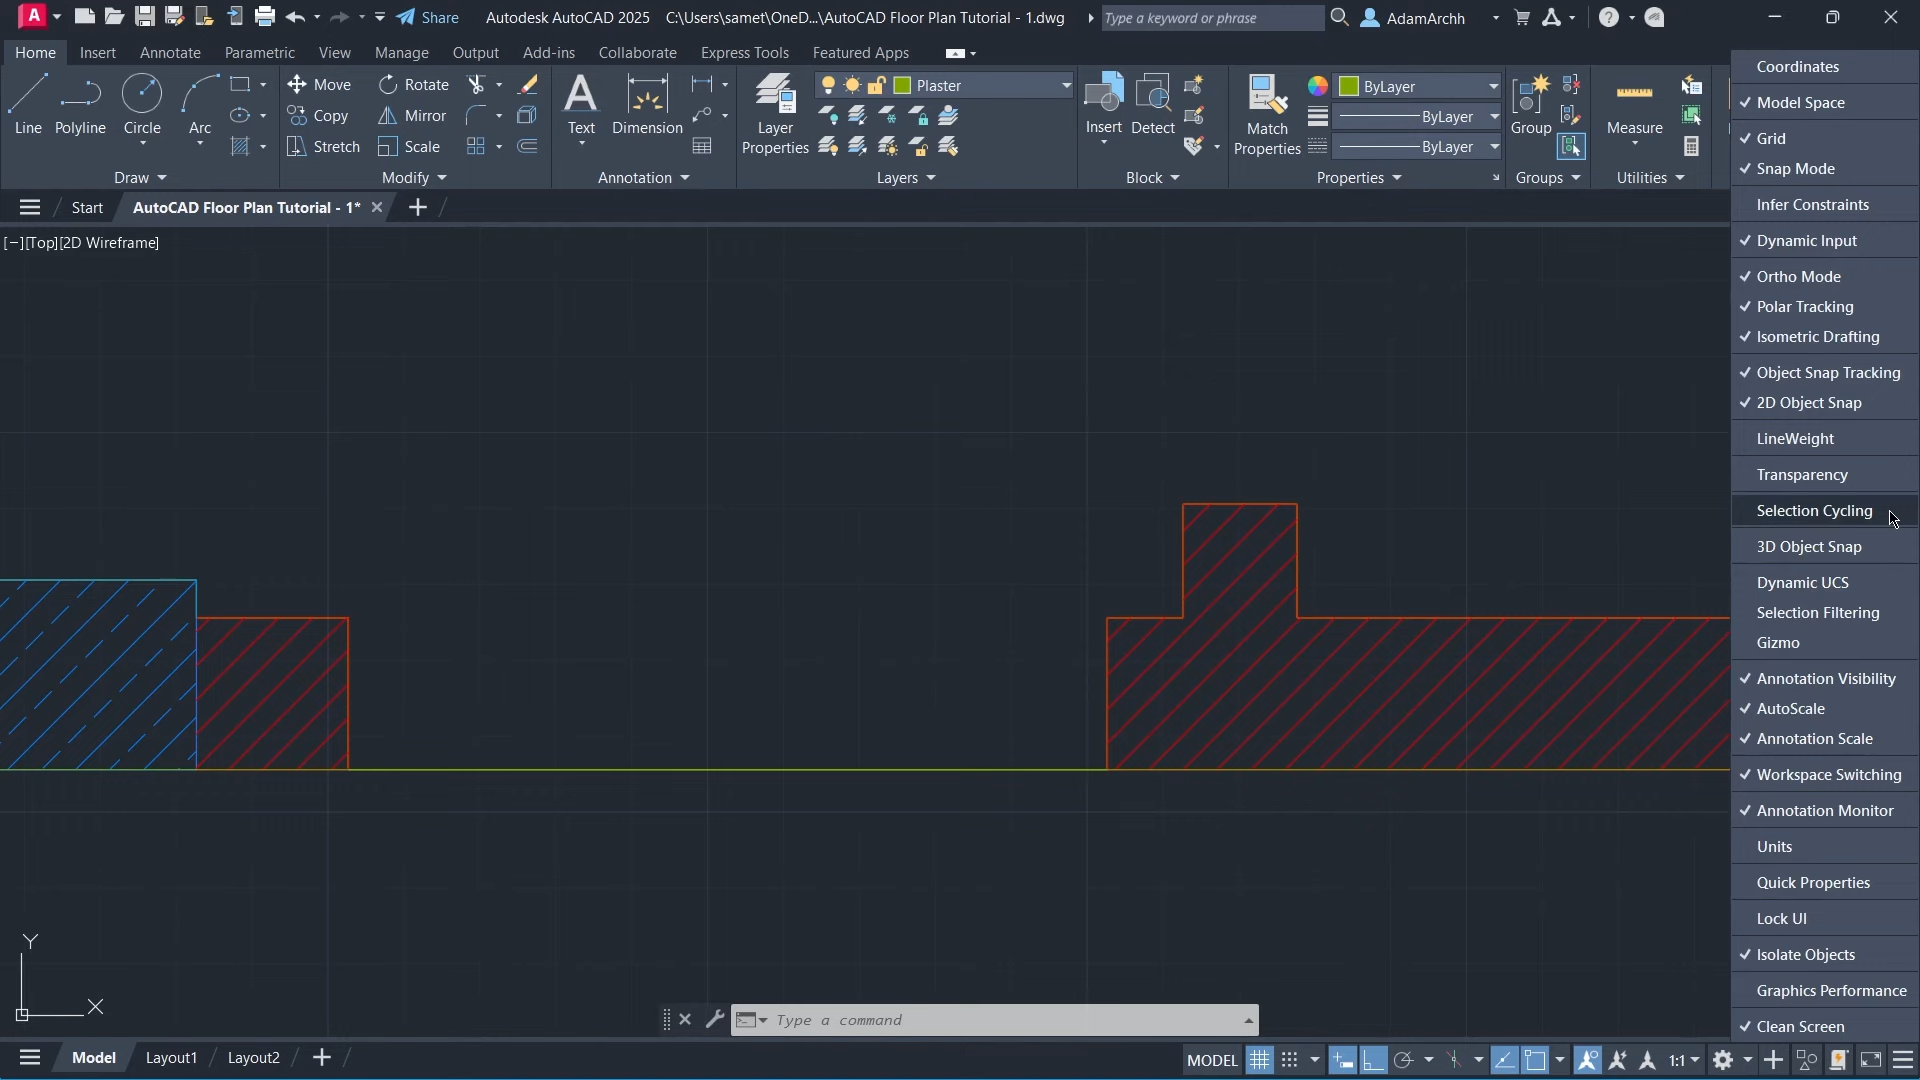 A Share Autodesk AutoCAD 2025 C:\Users\samet\OneD...\AutoCAD Floor Plan Tutorial - 1.dwg Type a keyword or phrase AdamArchh
Home Insert Annotate Parametric View Manage Output Add-ins Collaborate Express Tools Featured Apps
Line Polyline Circle Arc
Draw
Move Rotate
Copy Mirror
Stretch Scale
Modify
Text Dimension
Annotation
Layer Properties
Plaster
Layers
Insert Detect
Block
Match Properties
ByLayer
ByLayer
ByLayer
Properties
Group
Groups
Measure
Utilities
Start AutoCAD Floor Plan Tutorial - 1*
[−][Top][2D Wireframe]
Coordinates
Model Space
Grid
Snap Mode
Infer Constraints
Dynamic Input
Ortho Mode
Polar Tracking
Isometric Drafting
Object Snap Tracking
2D Object Snap
LineWeight
Transparency
Selection Cycling
3D Object Snap
Dynamic UCS
Selection Filtering
Gizmo
Annotation Visibility
AutoScale
Annotation Scale
Workspace Switching
Annotation Monitor
Units
Quick Properties
Lock UI
Isolate Objects
Graphics Performance
Clean Screen
Y
X
Type a command
Model Layout1 Layout2
MODEL 1:1